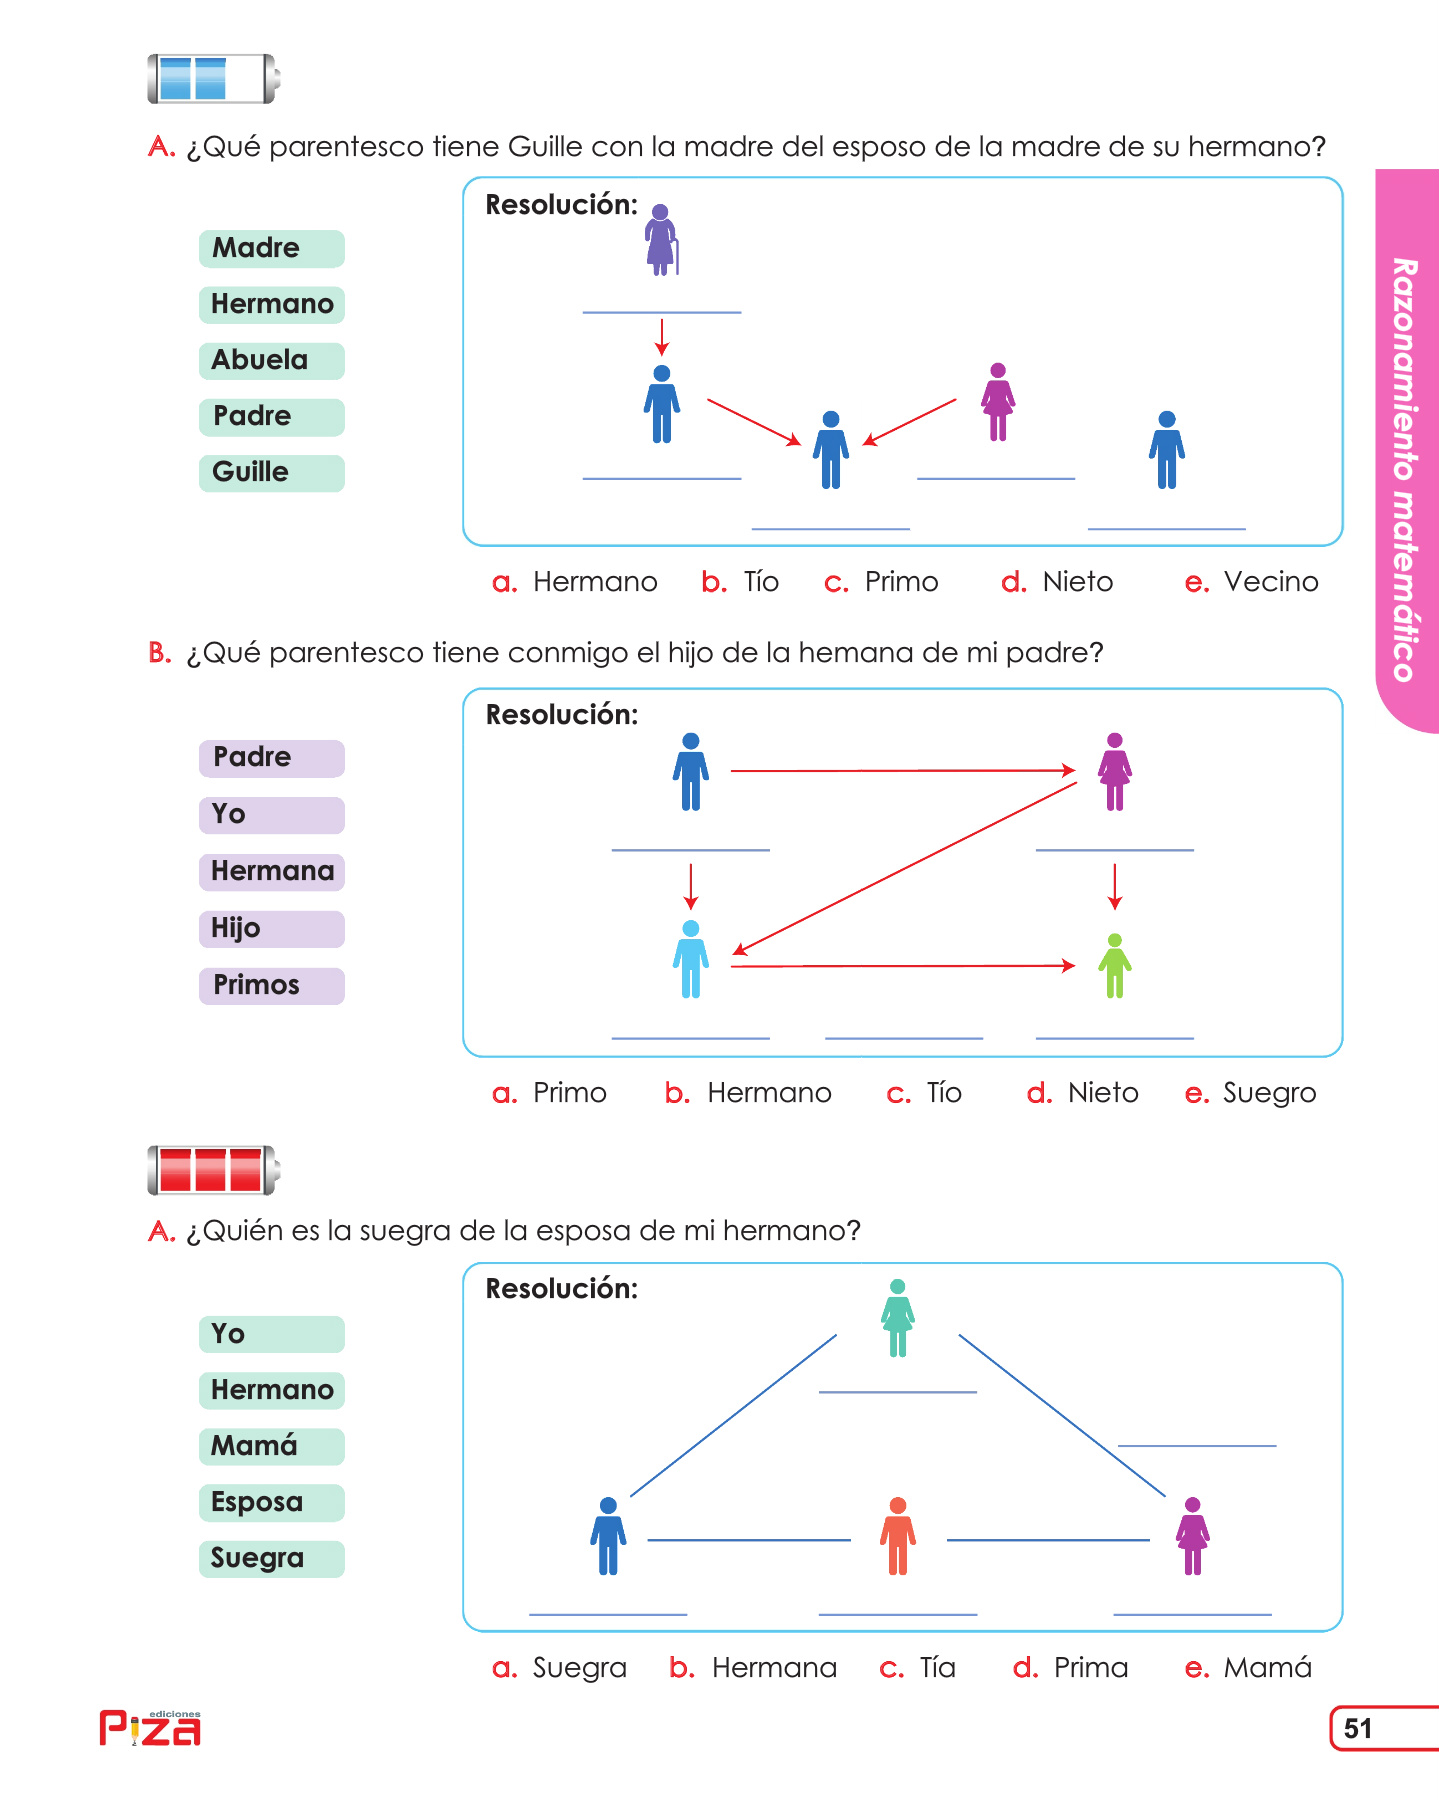 A. ¿Qué parentesco tiene Guille con la madre del esposo de la madre de su hermano?
Resolución:
Madre
Hermano
Abuela
Padre
Guille
a. Hermano b. Tío c. Primo d. Nieto e. Vecino
B. ¿Qué parentesco tiene conmigo el hijo de la hemana de mi padre?
Resolución:
Padre
Yo
Hermana
Hijo
Primos
a. Primo b. Hermano c. Tío d. Nieto e. Suegro
A. ¿Quién es la suegra de la esposa de mi hermano?
Resolución:
Yo
Hermano
Mamá
Esposa
Suegra
a. Suegra b. Hermana c. Tía d. Prima e. Mamá
Razonamiento matemático
ediciones
Piza
51